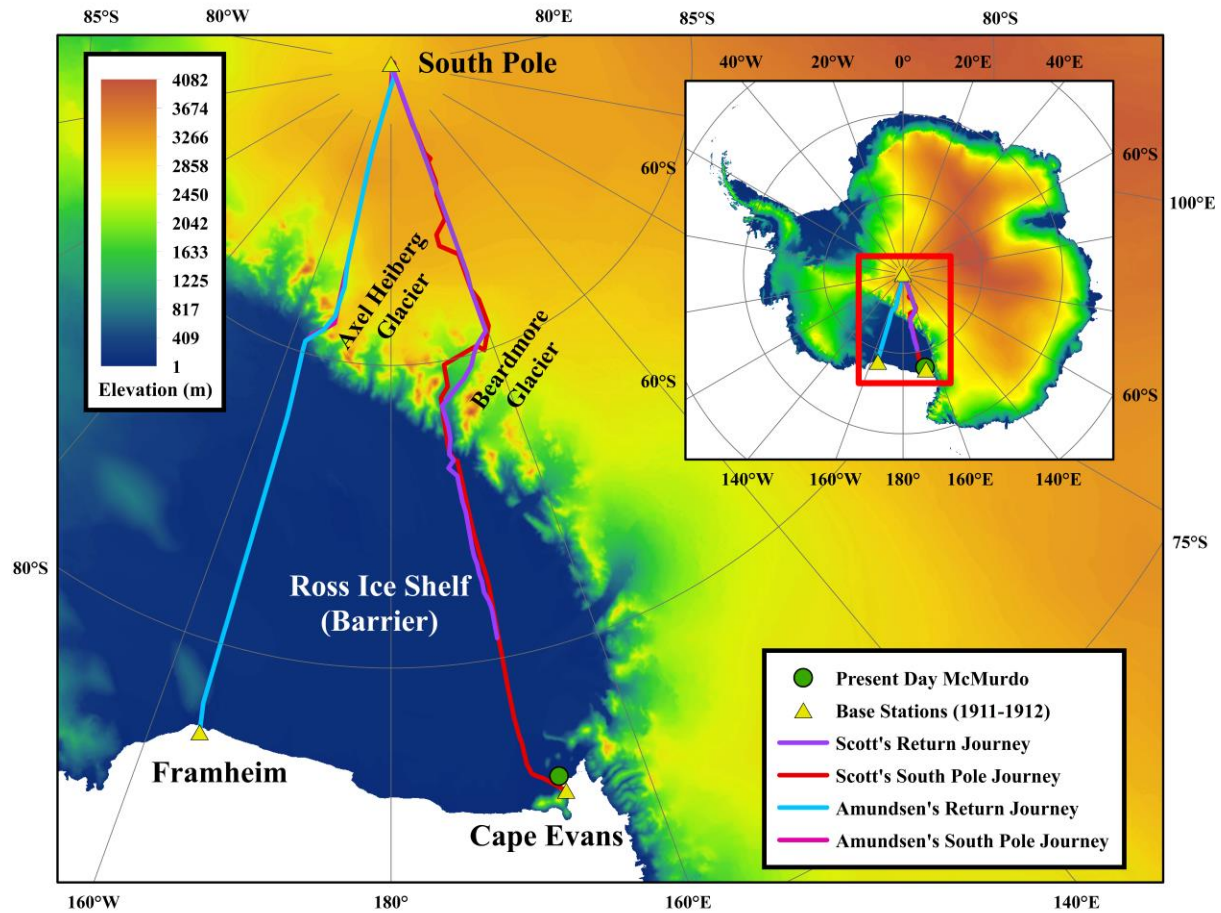 85°S
80°W
80°E
85°S
80°S
4082
3674
3266
2858
2450
2042
1633
1225
817
409
1
Elevation (m)
South Pole
40°W
20°W
0°
20°E
40°E
60°S
100°E
60°S
60°S
60°S
140°W
160°W
180°
160°E
140°E
Axel Heiberg
Glacier
Beardmore
Glacier
75°S
80°S
Ross Ice Shelf
(Barrier)
Framheim
Cape Evans
Present Day McMurdo
Base Stations (1911-1912)
Scott's Return Journey
Scott's South Pole Journey
Amundsen's Return Journey
Amundsen's South Pole Journey
160°W
180°
160°E
140°E